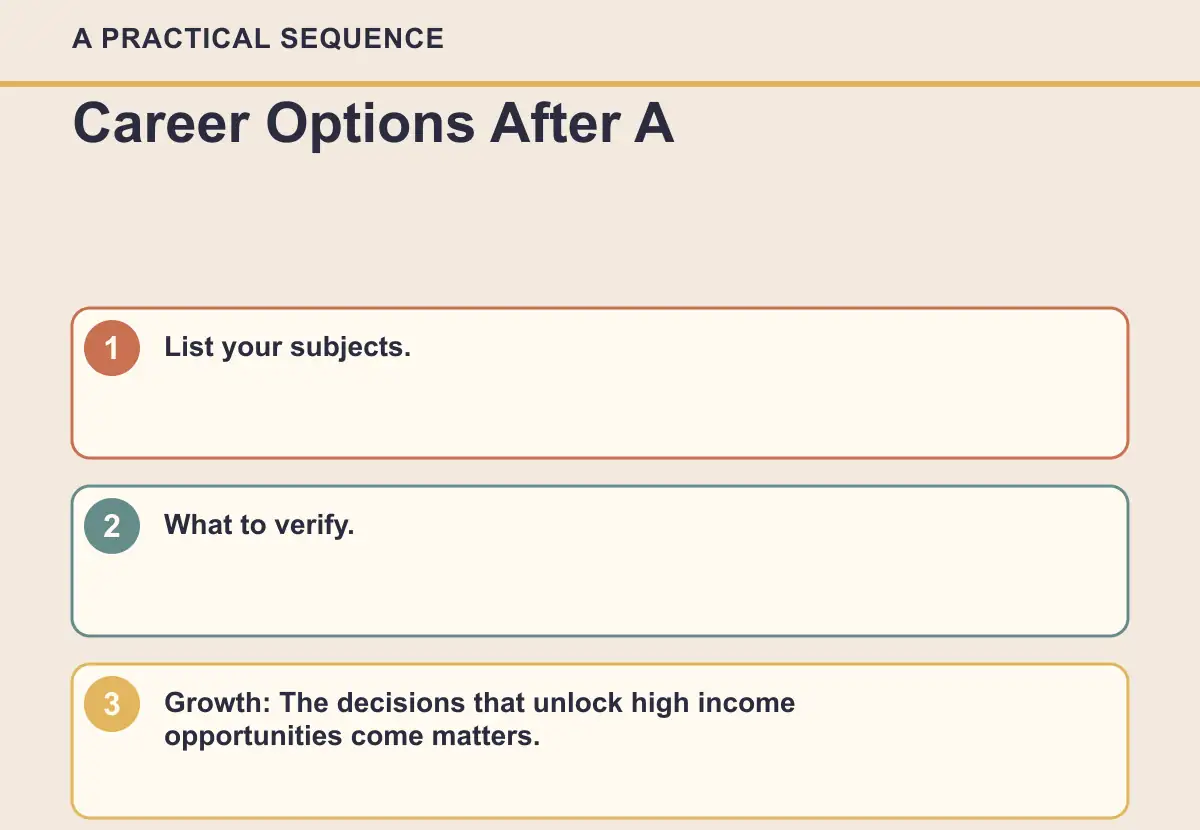 A PRACTICAL SEQUENCE
Career Options After A
1
List your subjects.
2
What to verify.
3
Growth: The decisions that unlock high income
opportunities come matters.